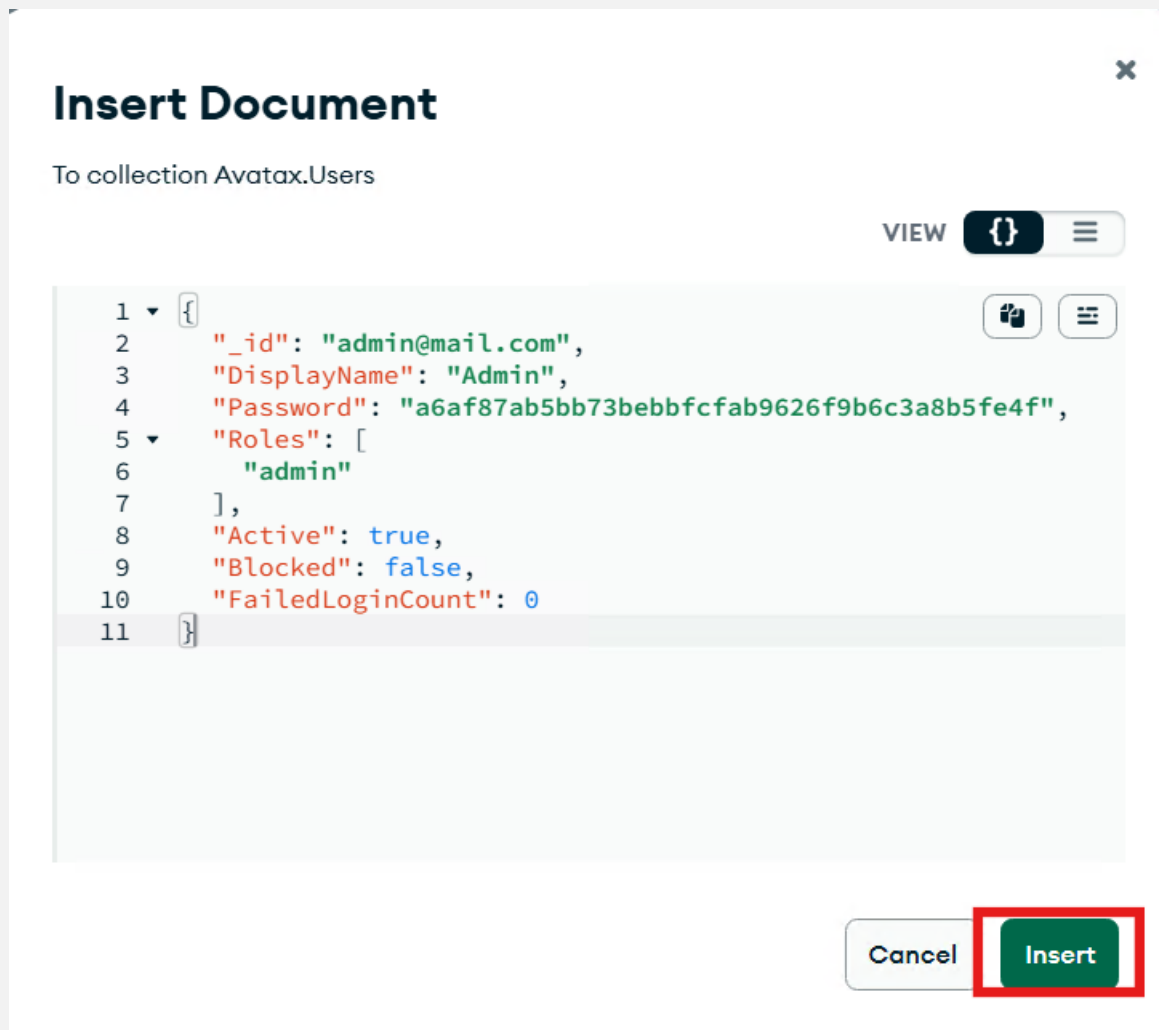 Insert Document
To collection Avatax.Users
VIEW {}
1 {
2 "_id": "admin@mail.com",
3 "DisplayName": "Admin",
4 "Password": "a6af87ab5bb73bebbfcfab9626f9b6c3a8b5fe4f",
5 "Roles": [
6 "admin"
7 ],
8 "Active": true,
9 "Blocked": false,
10 "FailedLoginCount": 0
11 }
Cancel Insert